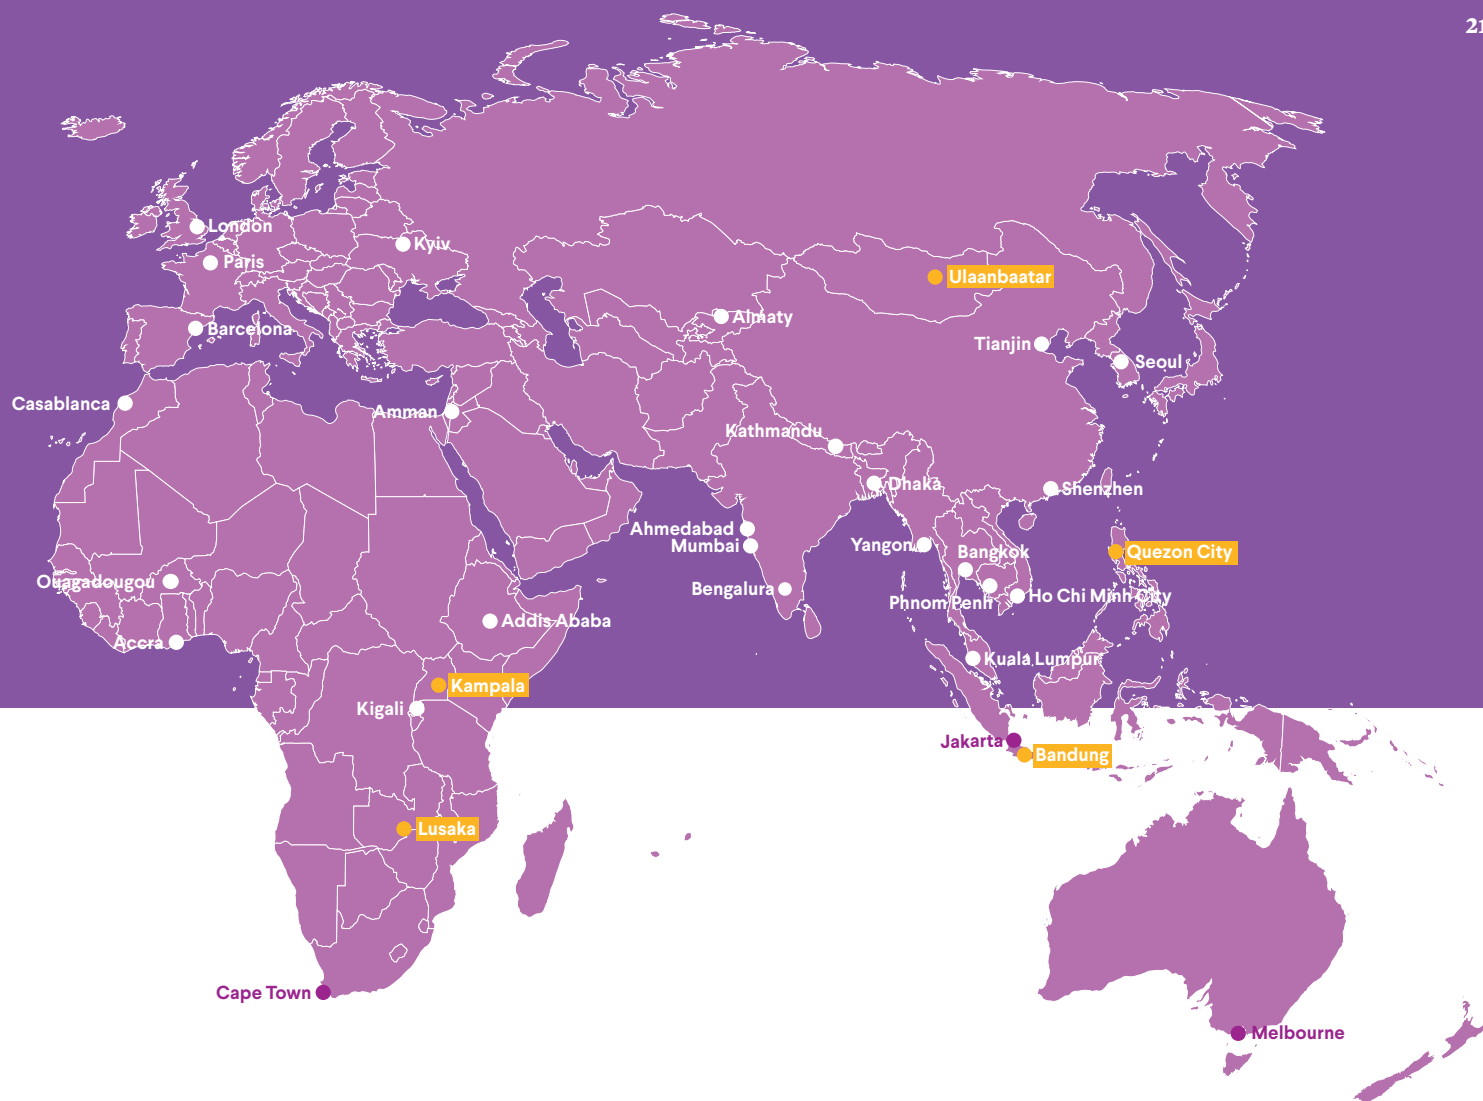 21
London
Kyiv
Paris
Ulaanbaatar
Almaty
Barcelona
Tianjin
Seoul
Casablanca
Amman
Kathmandu
Dhaka
Shenzhen
Ahmedabad
Mumbai
Yangon
Bangkok
Quezon City
Ouagadougou
Bengalura
Phnom Penh
Ho Chi Minh City
Addis Ababa
Accra
Kuala Lumpur
Kampala
Kigali
Jakarta
Bandung
Lusaka
Cape Town
Melbourne